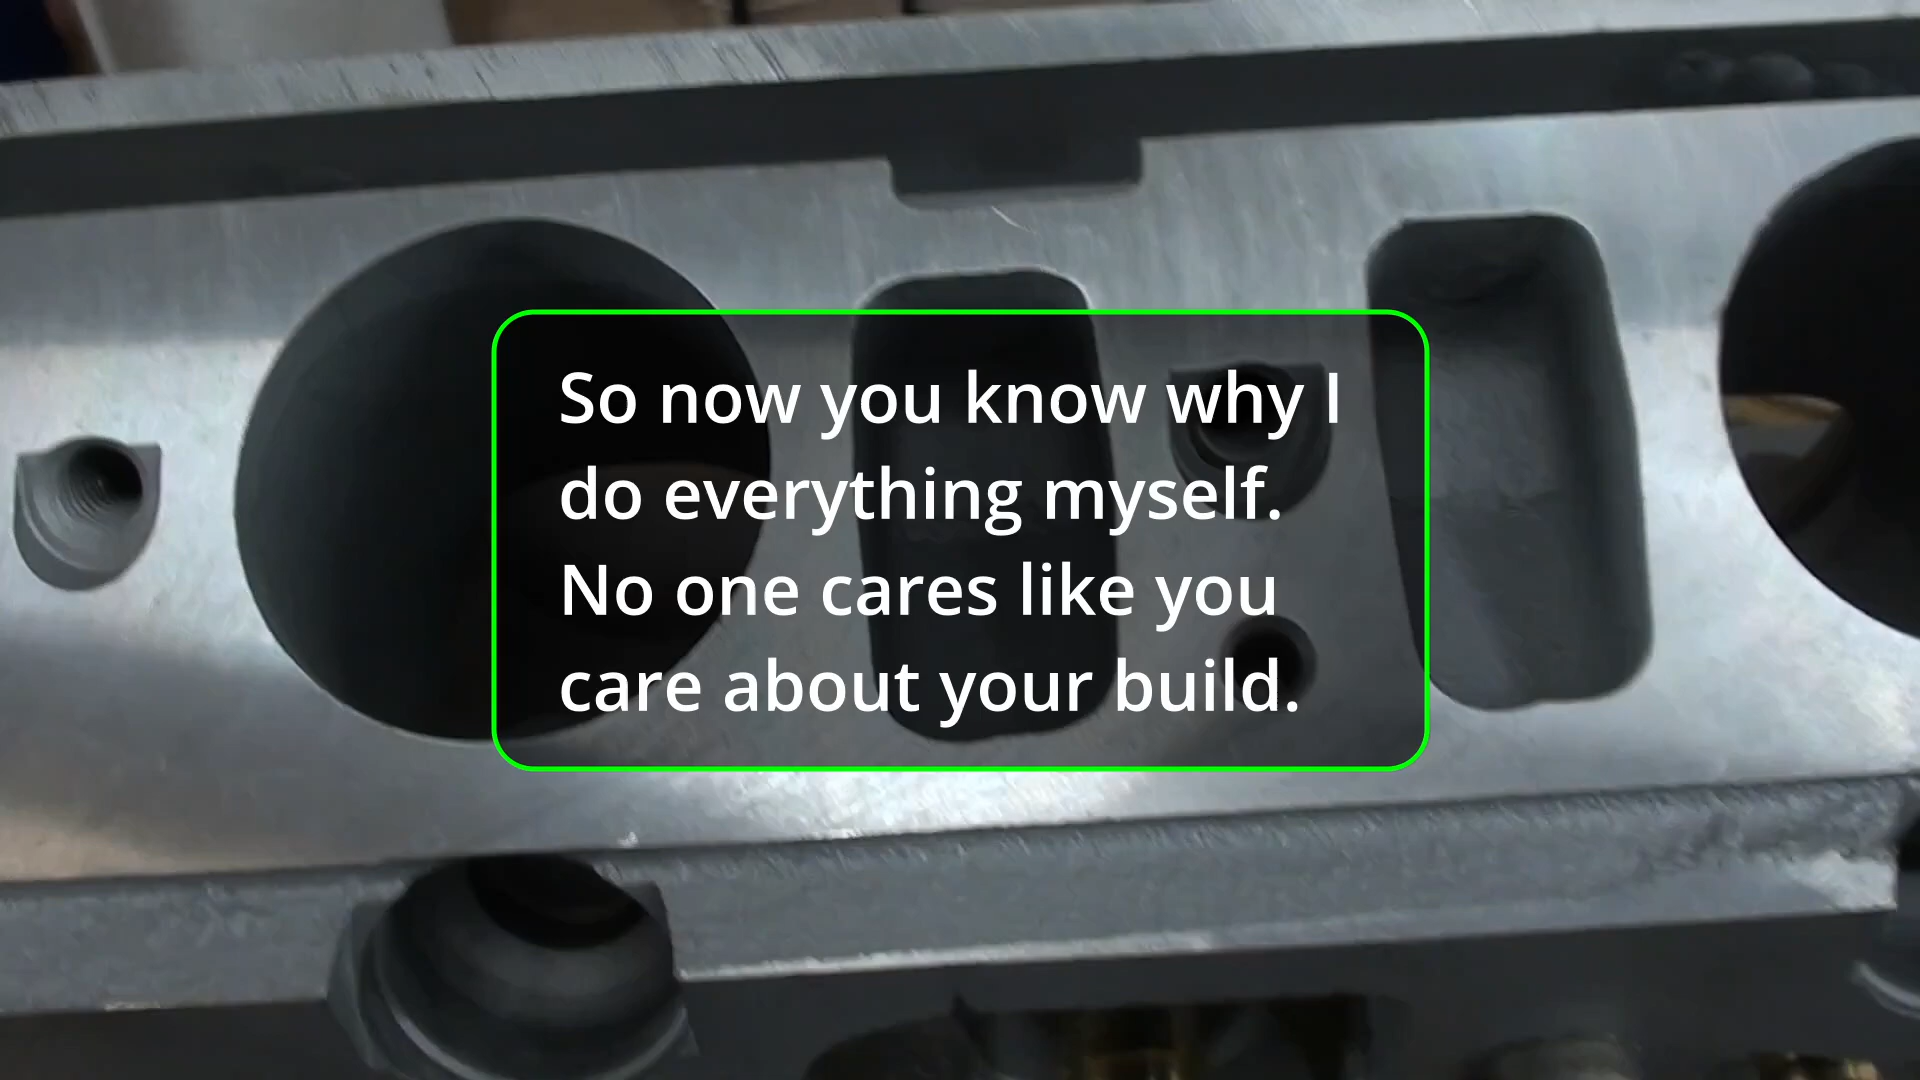 So now you know why I
do everything myself.
No one cares like you
care about your build.